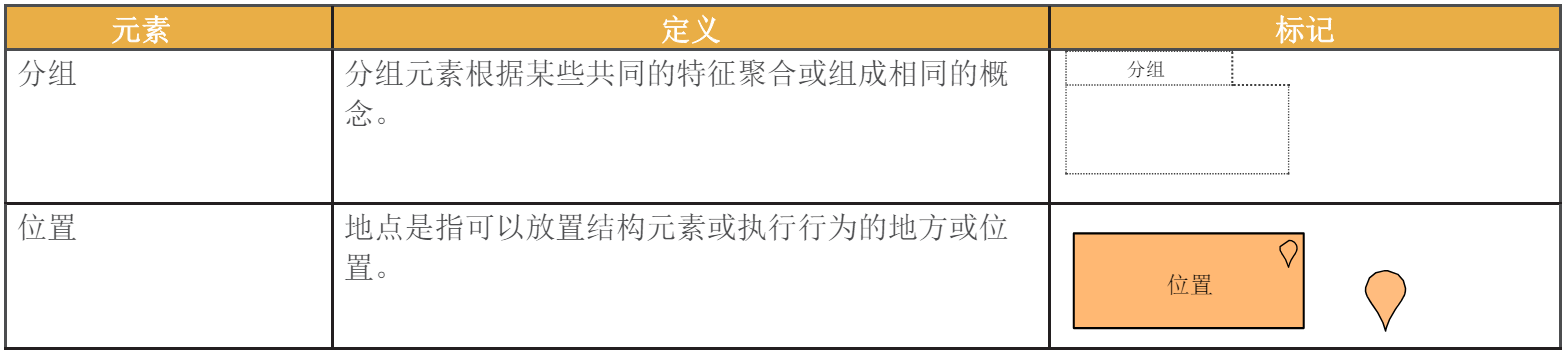 元素 定义 标记
分组 分组元素根据某些共同的特征聚合或组成相同的概
念。
分组
位置 地点是指可以放置结构元素或执行行为的地方或位
置。
位置